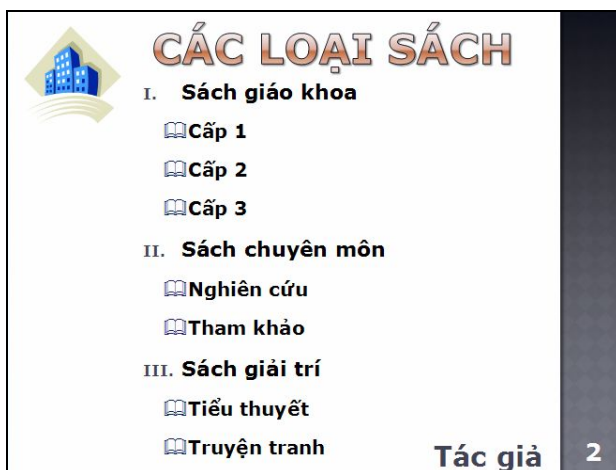 CÁC LOẠI SÁCH
I. Sách giáo khoa
Cấp 1
Cấp 2
Cấp 3
II. Sách chuyên môn
Nghiên cứu
Tham khảo
III. Sách giải trí
Tiểu thuyết
Truyện tranh
Tác giả 2